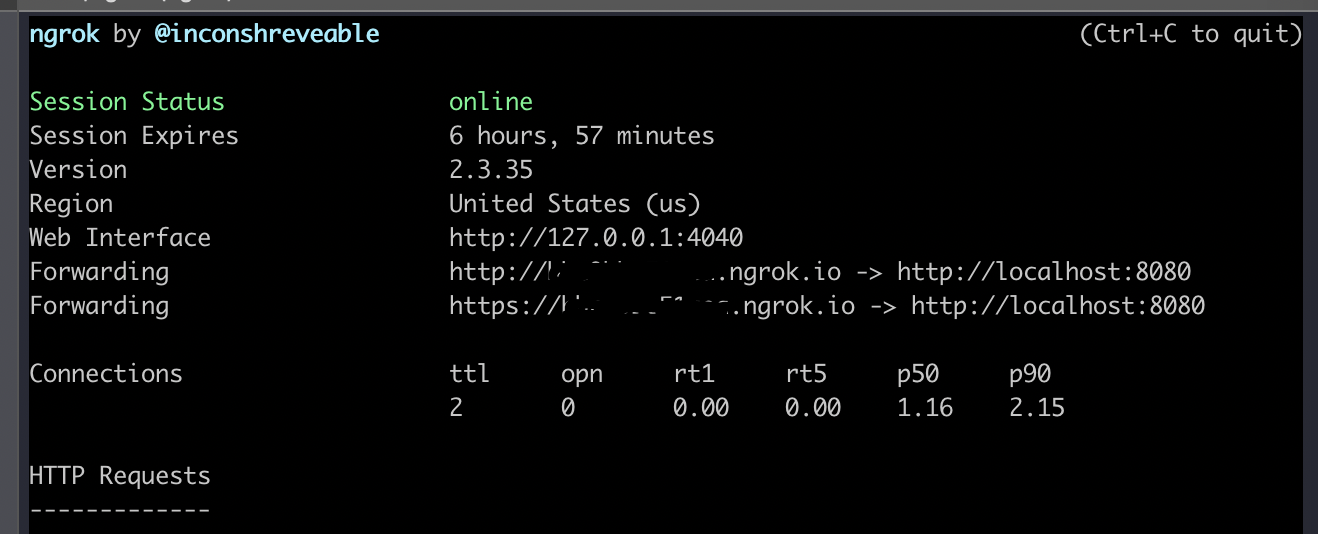 ngrok by @inconshreveable (Ctrl+C to quit)
Session Status online
Session Expires 6 hours, 57 minutes
Version 2.3.35
Region United States (us)
Web Interface http://127.0.0.1:4040
Forwarding http:// .ngrok.io -> http://localhost:8080
Forwarding https:// .ngrok.io -> http://localhost:8080
Connections ttl opn rt1 rt5 p50 p90
2 0 0.00 0.00 1.16 2.15
HTTP Requests
-------------